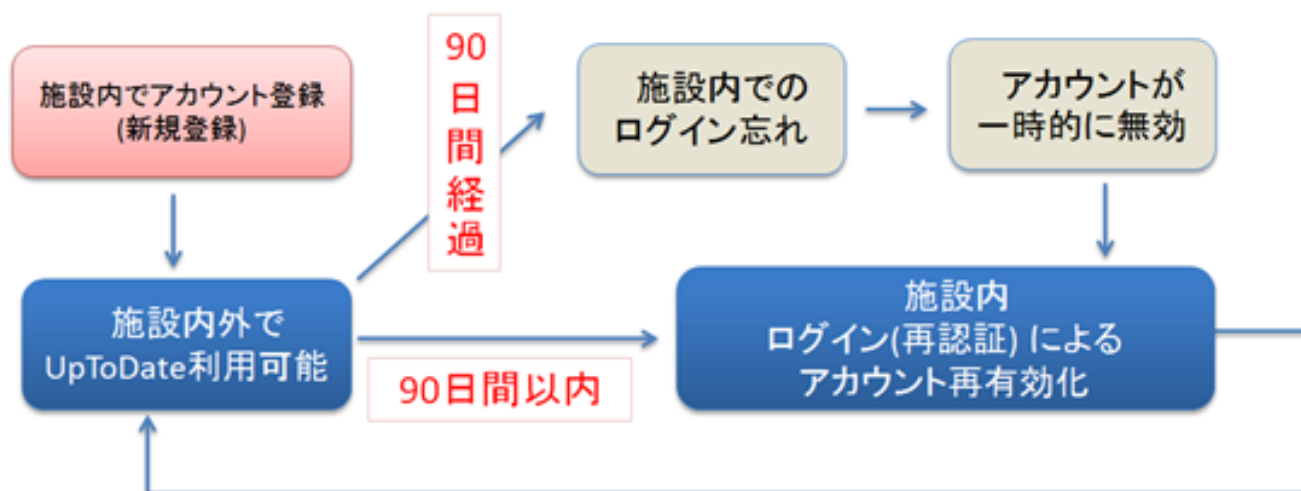 施設内でアカウント登録
(新規登録)
90
日
間
経
過
施設内での
ログイン忘れ
アカウントが
一時的に無効
施設内外で
UpToDate利用可能
90日間以内
施設内
ログイン(再認証) による
アカウント再有効化